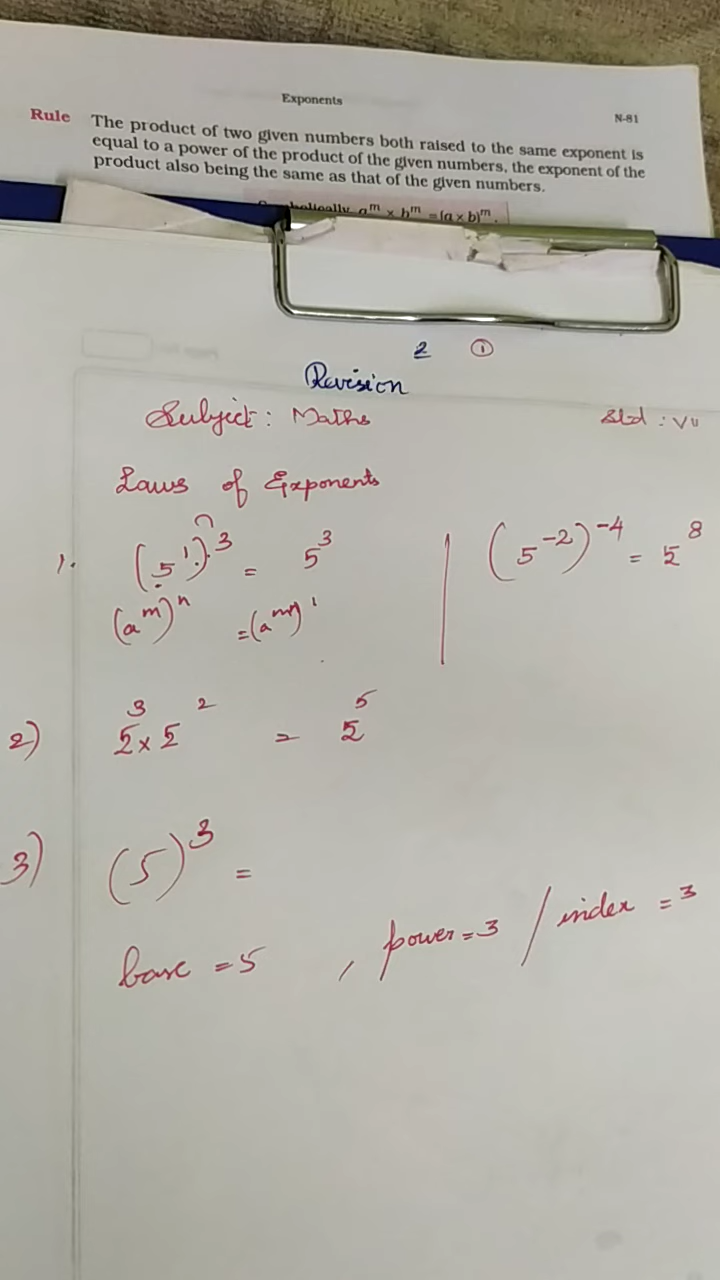 Exponents
N-81
Rule The product of two given numbers both raised to the same exponent is
equal to a power of the product of the given numbers, the exponent of the
product also being the same as that of the given numbers.
aᵐ × bᵐ = (a × b)ᵐ.
2 ①
Revision
Subject: Maths Std : VII
Laws of Exponents
1. (5¹)³ = 5³ | (5⁻²)⁻⁴ = 5⁸
(aᵐ)ⁿ = (aᵐⁿ)¹
2) 5³ × 5² = 5⁵
3) (5)³ =
base = 5 , power = 3 / index = 3